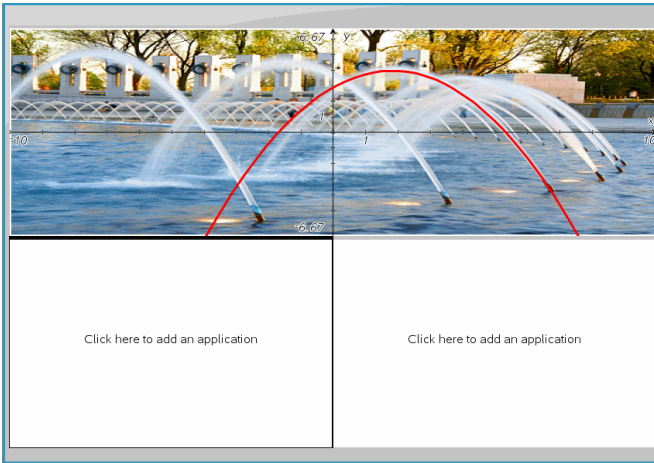 6.67 y
1
-10 1 10
x
-6.67
Click here to add an application
Click here to add an application